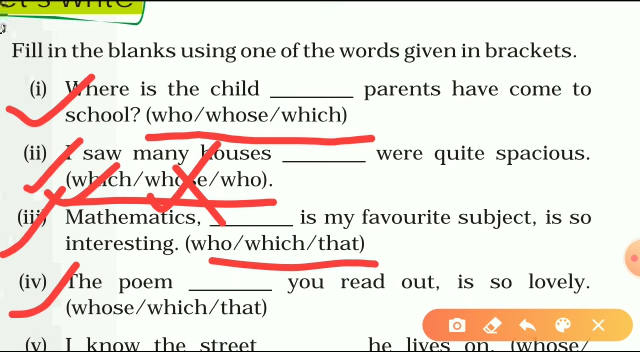 Let's Write
Fill in the blanks using one of the words given in brackets.
(i) Where is the child ________ parents have come to
school? (who/whose/which)
(ii) I saw many houses ________ were quite spacious.
(which/whose/who).
(iii) Mathematics, ________ is my favourite subject, is so
interesting. (who/which/that)
(iv) The poem ________ you read out, is so lovely.
(whose/which/that)
(v) I know the street ________ he lives on. (whose/